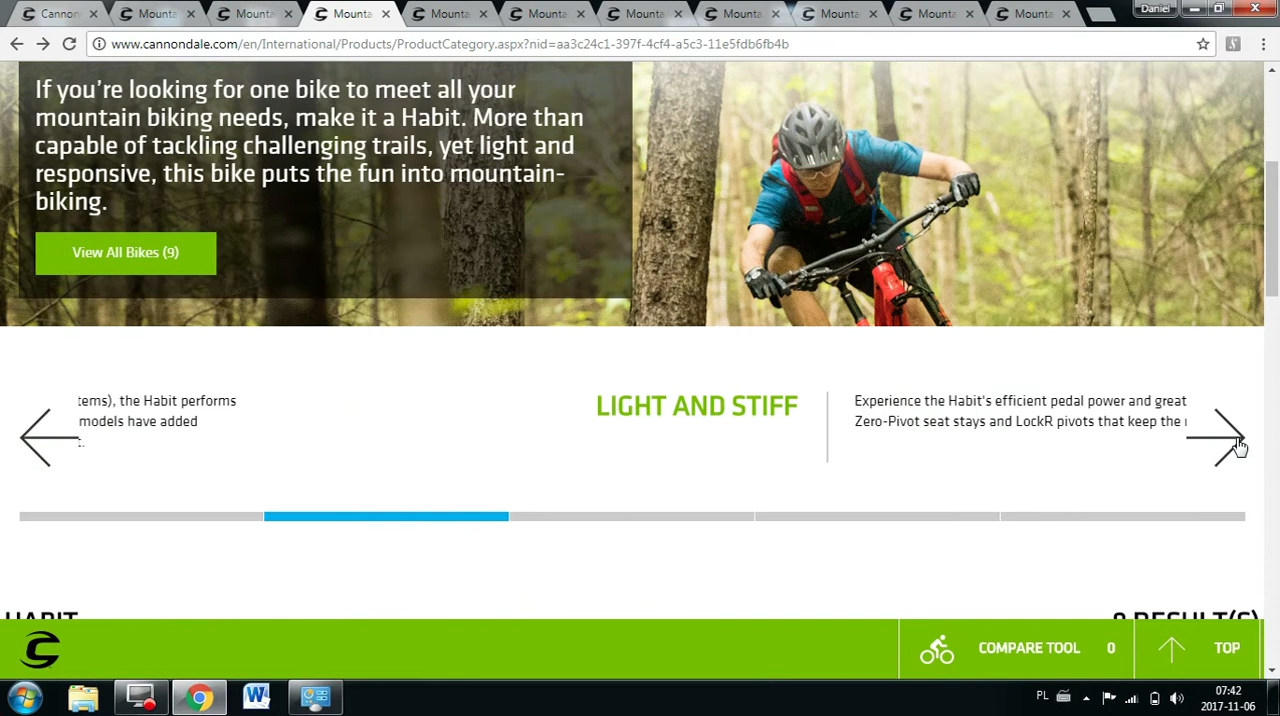 Cannon
Mounta
Mounta
Mounta
Mounta
Mounta
Mounta
Mounta
Mounta
Mounta
Mounta
Daniel
www.cannondale.com/en/International/Products/ProductCategory.aspx?nid=aa3c24c1-397f-4cf4-a5c3-11e5fdb6fb4b
If you're looking for one bike to meet all your
mountain biking needs, make it a Habit. More than
capable of tackling challenging trails, yet light and
responsive, this bike puts the fun into mountain-
biking.
View All Bikes (9)
tems), the Habit performs
models have added
LIGHT AND STIFF
Experience the Habit's efficient pedal power and great
Zero-Pivot seat stays and LockR pivots that keep the
HABIT
9 RESULT(S)
COMPARE TOOL 0
TOP
PL
07:42
2017-11-06